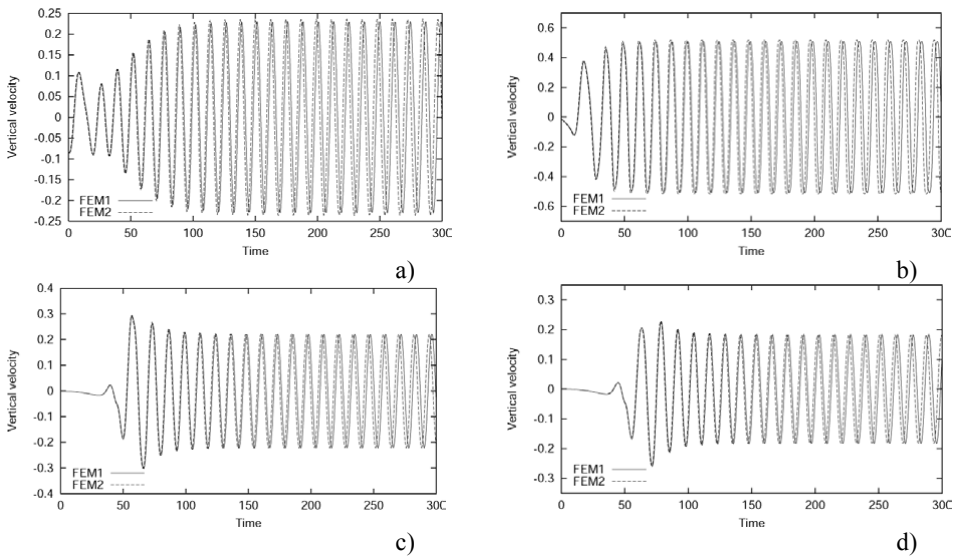 0.25
0.20
0.15
0.10
0.05
0
-0.05
-0.1
-0.15
-0.2
-0.25
Vertical velocity
FEM1
FEM2
0 50 100 150 200 250 30C
Time
a)
0.6
0.4
0.2
0
-0.2
-0.4
-0.6
Vertical velocity
FEM1
FEM2
0 50 100 150 200 250 30C
Time
b)
0.4
0.3
0.2
0.1
0
-0.1
-0.2
-0.3
-0.4
Vertical velocity
FEM1
FEM2
0 50 100 150 200 250 30C
Time
c)
0.3
0.2
0.1
0
-0.1
-0.2
-0.3
Vertical velocity
FEM1
FEM2
0 50 100 150 200 250 30C
Time
d)